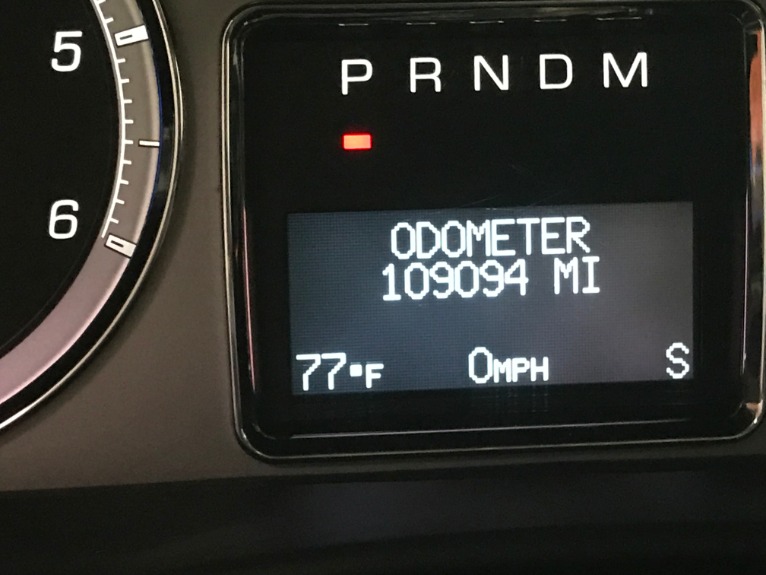 5
6
P R N D M
ODOMETER
109094 MI
77°F 0MPH S